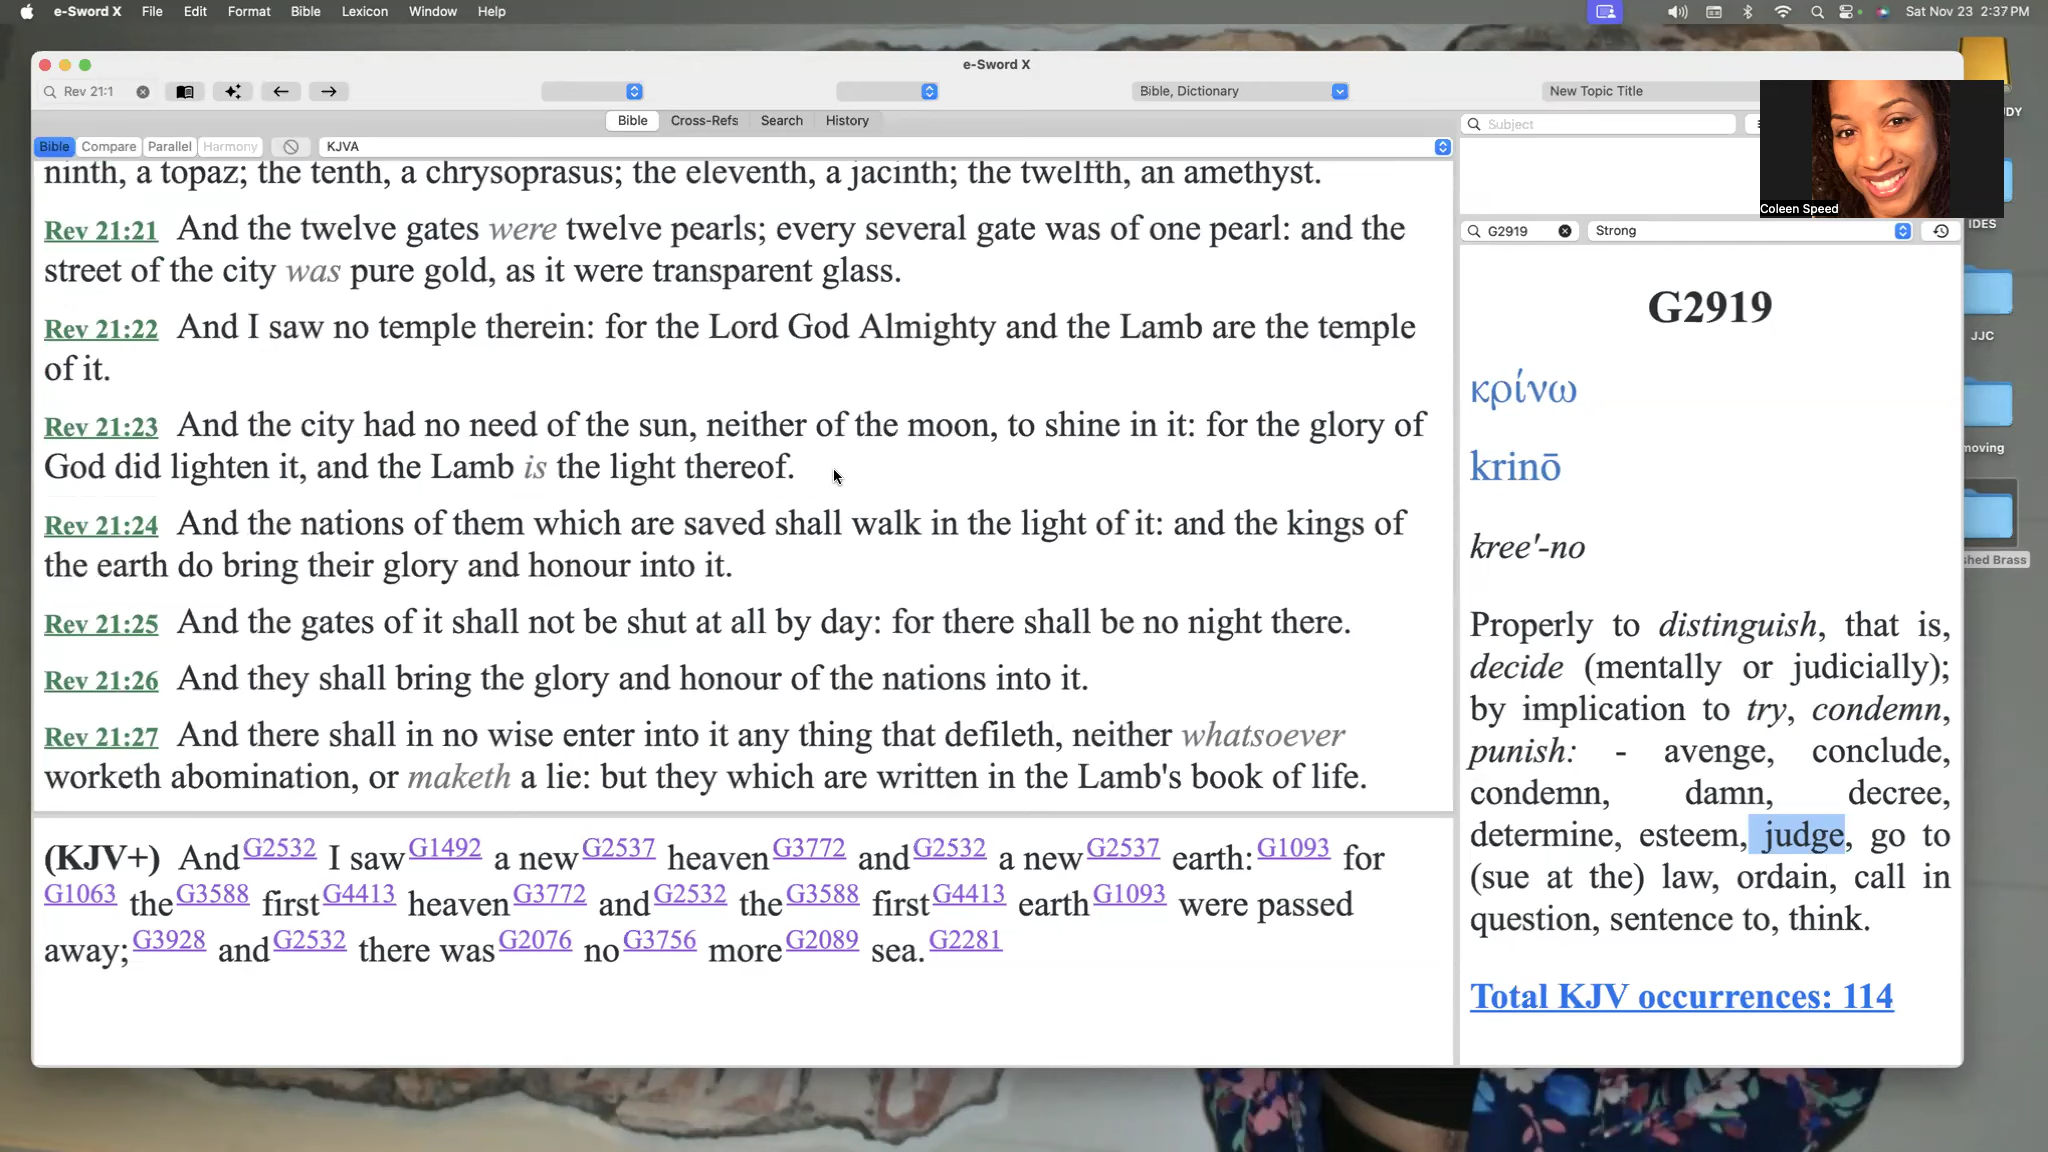 e-Sword X File Edit Format Bible Lexicon Window Help
Sat Nov 23 2:37 PM
e-Sword X
Rev 21:1
Bible, Dictionary
New Topic Title
Bible Cross-Refs Search History
Subject
Bible Compare Parallel Harmony
KJVA
ninth, a topaz; the tenth, a chrysoprasus; the eleventh, a jacinth; the twelfth, an amethyst.
Rev 21:21 And the twelve gates were twelve pearls; every several gate was of one pearl: and the
street of the city was pure gold, as it were transparent glass.
Rev 21:22 And I saw no temple therein: for the Lord God Almighty and the Lamb are the temple
of it.
Rev 21:23 And the city had no need of the sun, neither of the moon, to shine in it: for the glory of
God did lighten it, and the Lamb is the light thereof.
Rev 21:24 And the nations of them which are saved shall walk in the light of it: and the kings of
the earth do bring their glory and honour into it.
Rev 21:25 And the gates of it shall not be shut at all by day: for there shall be no night there.
Rev 21:26 And they shall bring the glory and honour of the nations into it.
Rev 21:27 And there shall in no wise enter into it any thing that defileth, neither whatsoever
worketh abomination, or maketh a lie: but they which are written in the Lamb's book of life.
(KJV+) And G2532 I saw G1492 a new G2537 heaven G3772 and G2532 a new G2537 earth: G1093 for
G1063 the G3588 first G4413 heaven G3772 and G2532 the G3588 first G4413 earth G1093 were passed
away; G3928 and G2532 there was G2076 no G3756 more G2089 sea. G2281
Coleen Speed
G2919
Strong
G2919
κρίνω
krinō
kree'-no
Properly to distinguish, that is,
decide (mentally or judicially);
by implication to try, condemn,
punish: - avenge, conclude,
condemn, damn, decree,
determine, esteem, judge, go to
(sue at the) law, ordain, call in
question, sentence to, think.
Total KJV occurrences: 114
DY
IDES
JJC
moving
shed Brass